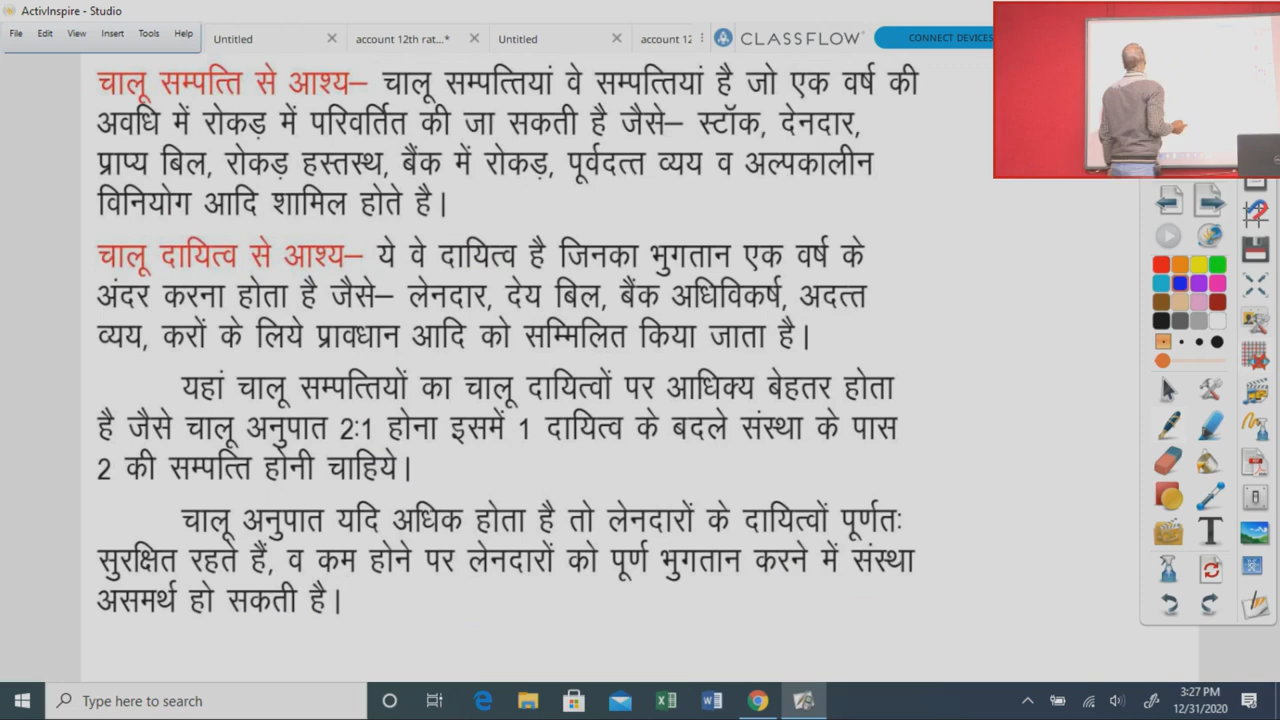 ActivInspire - Studio
File Edit View Insert Tools Help
Untitled
account 12th rat...*
Untitled
account 12
CLASSFLOW
CONNECT DEVICES
चालू सम्पत्ति से आश्य– चालू सम्पत्तियां वे सम्पत्तियां है जो एक वर्ष की
अवधि में रोकड़ में परिवर्तित की जा सकती है जैसे– स्टॉक, देनदार,
प्राप्य बिल, रोकड़ हस्तस्थ, बैंक में रोकड़, पूर्वदत्त व्यय व अल्पकालीन
विनियोग आदि शामिल होते है।
चालू दायित्व से आश्य– ये वे दायित्व है जिनका भुगतान एक वर्ष के
अंदर करना होता है जैसे– लेनदार, देय बिल, बैंक अधिविकर्ष, अदत्त
व्यय, करों के लिये प्रावधान आदि को सम्मिलित किया जाता है।
यहां चालू सम्पत्तियों का चालू दायित्वों पर आधिक्य बेहतर होता
है जैसे चालू अनुपात 2:1 होना इसमें 1 दायित्व के बदले संस्था के पास
2 की सम्पत्ति होनी चाहिये।
चालू अनुपात यदि अधिक होता है तो लेनदारों के दायित्वों पूर्णतः
सुरक्षित रहते हैं, व कम होने पर लेनदारों को पूर्ण भुगतान करने में संस्था
असमर्थ हो सकती है।
Type here to search
3:27 PM
12/31/2020